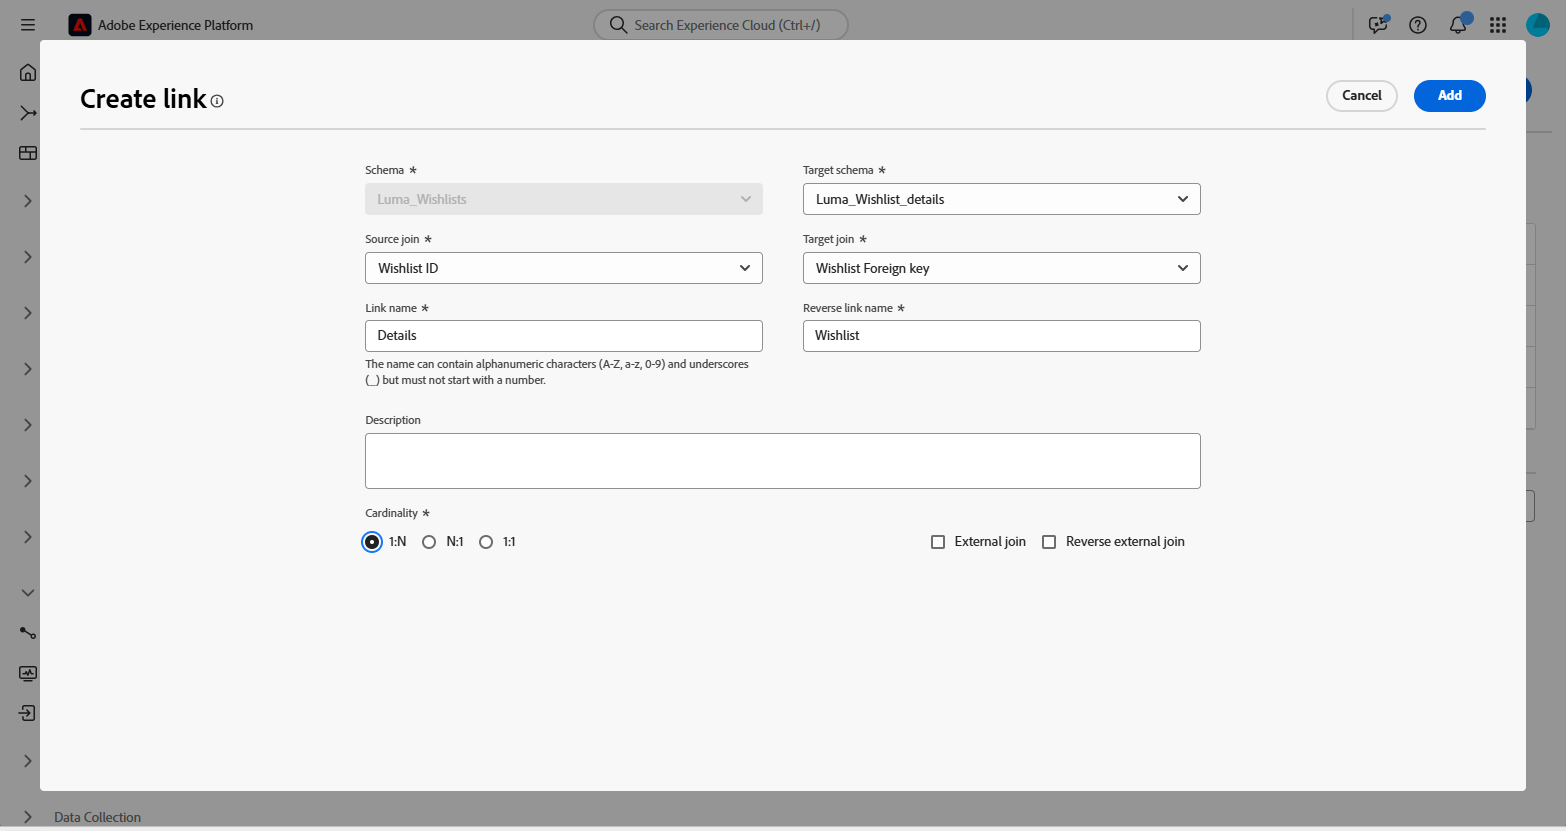 Adobe Experience Platform
Search Experience Cloud (Ctrl+/)
Create link
Cancel
Add
Schema *
Target schema *
Luma_Wishlists
Luma_Wishlist_details
Source join *
Target join *
Wishlist ID
Wishlist Foreign key
Link name *
Reverse link name *
Details
Wishlist
The name can contain alphanumeric characters (A-Z, a-z, 0-9) and underscores
(_) but must not start with a number.
Description
Cardinality *
1:N
N:1
1:1
External join
Reverse external join
Data Collection